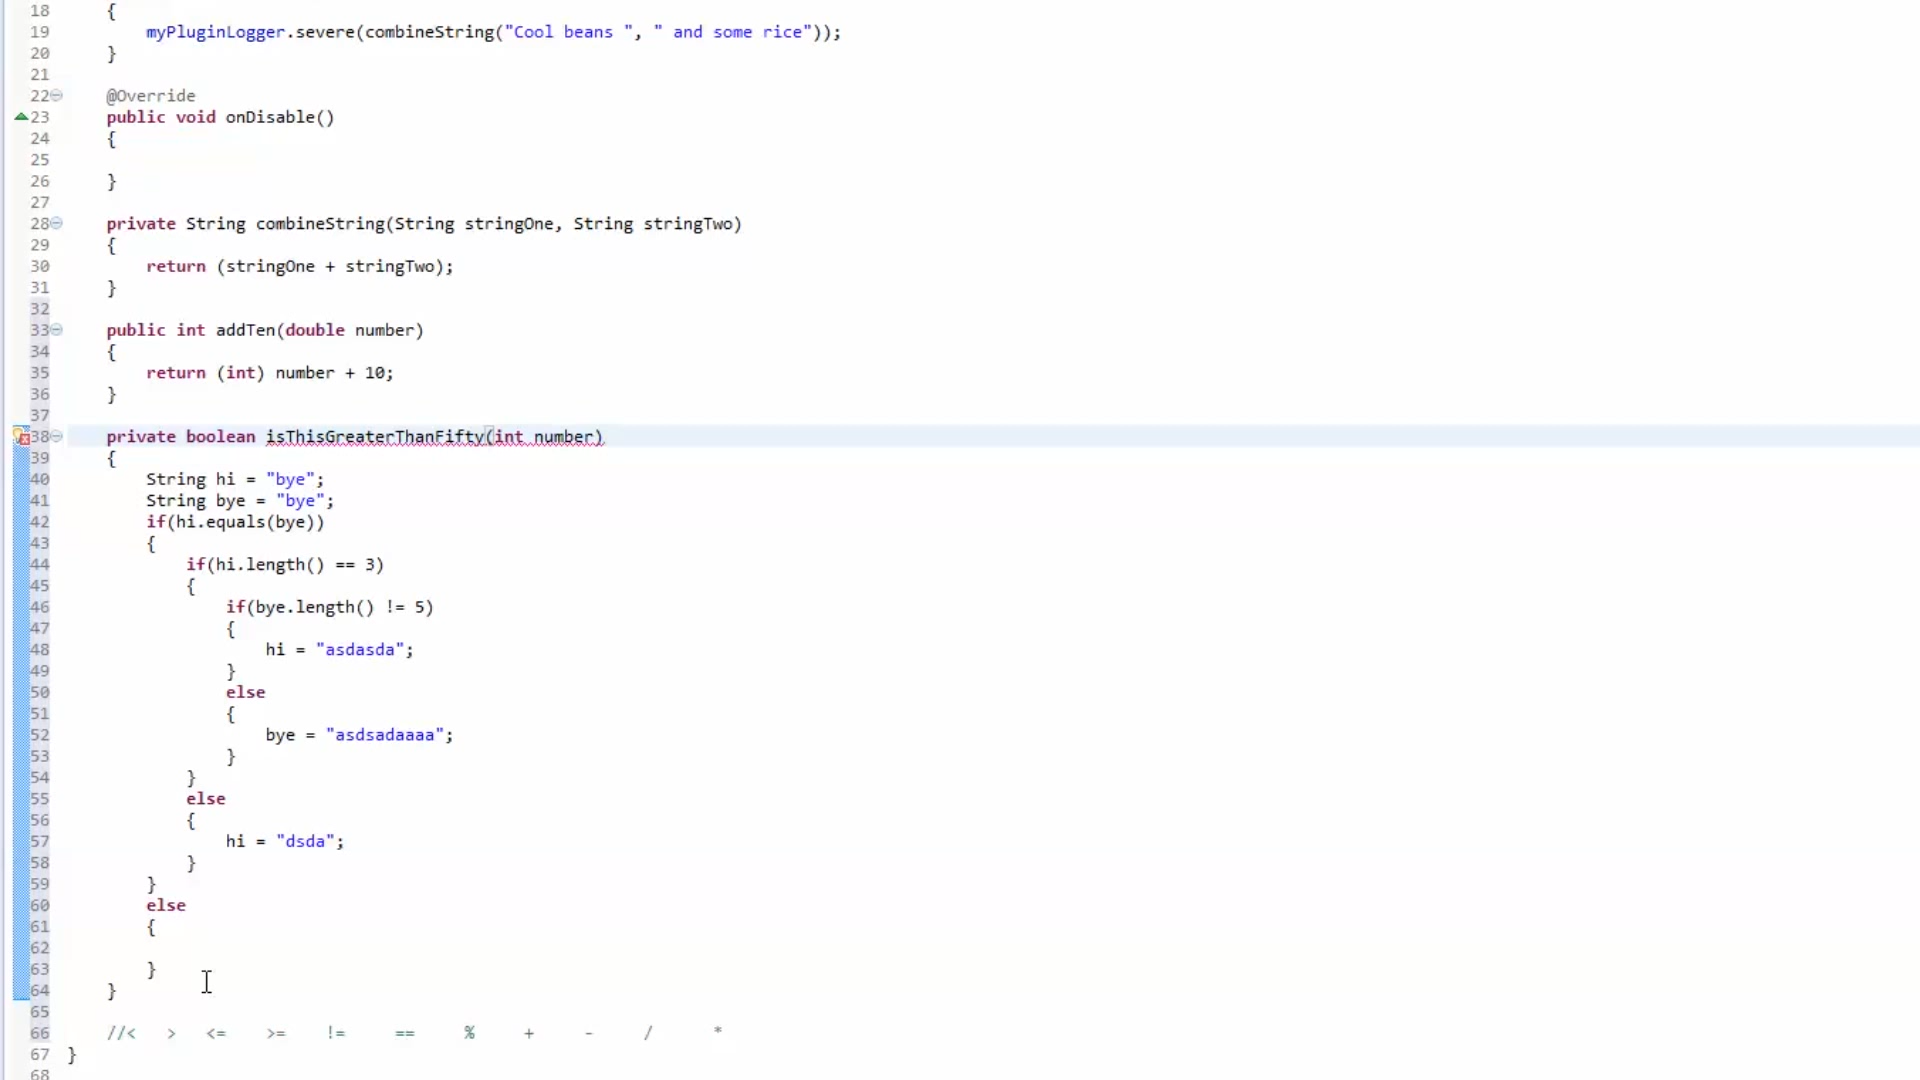 18 {
19 myPluginLogger.severe(combineString("Cool beans ", " and some rice"));
20 }
21
22 @Override
23 public void onDisable()
24 {
25
26 }
27
28 private String combineString(String stringOne, String stringTwo)
29 {
30 return (stringOne + stringTwo);
31 }
32
33 public int addTen(double number)
34 {
35 return (int) number + 10;
36 }
37
38 private boolean isThisGreaterThanFifty(int number)
39 {
40 String hi = "bye";
41 String bye = "bye";
42 if(hi.equals(bye))
43 {
44 if(hi.length() == 3)
45 {
46 if(bye.length() != 5)
47 {
48 hi = "asdasda";
49 }
50 else
51 {
52 bye = "asdsadaaaa";
53 }
54 }
55 else
56 {
57 hi = "dsda";
58 }
59 }
60 else
61 {
62
63 }
64 }
65
66 //< > <= >= != == % + - / *
67 }
68